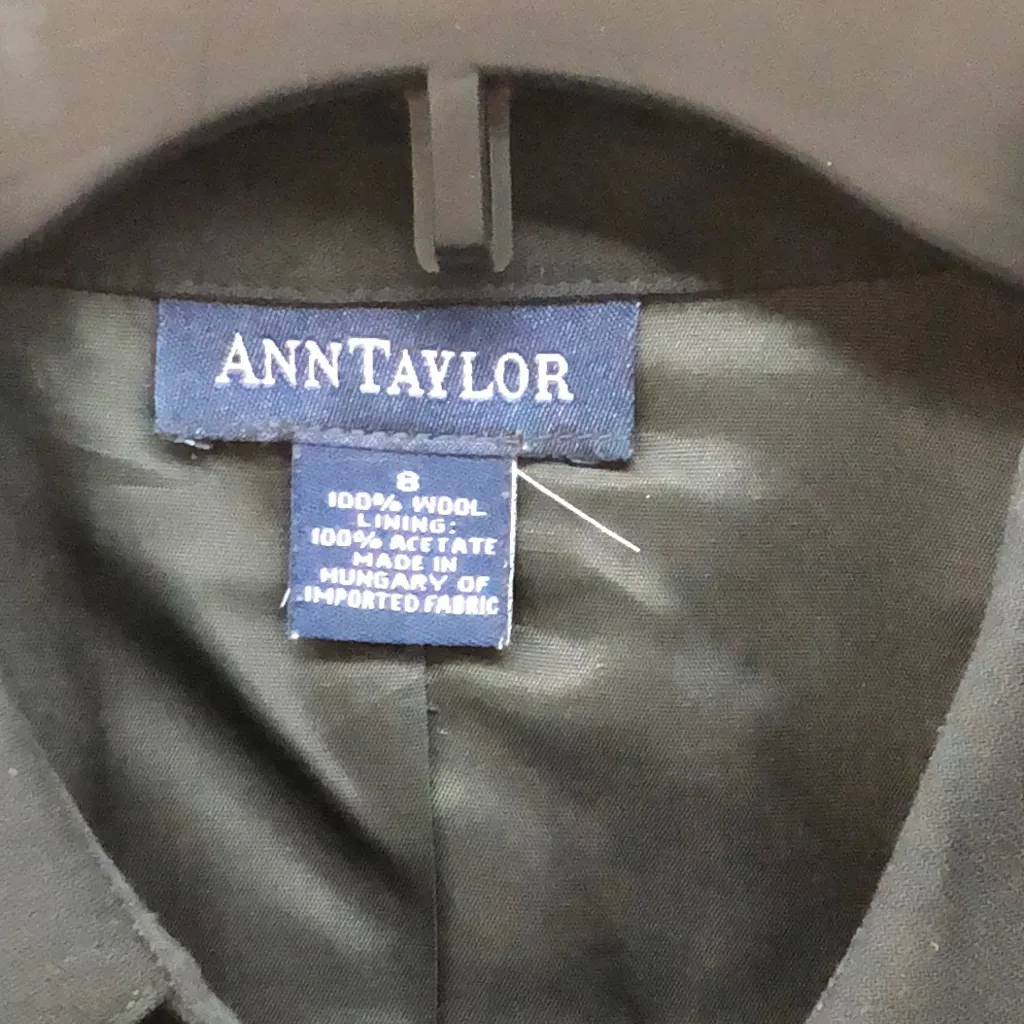 ANNTAYLOR
8
100% WOOL
LINING:
100% ACETATE
MADE IN
HUNGARY OF
IMPORTED FABRIC